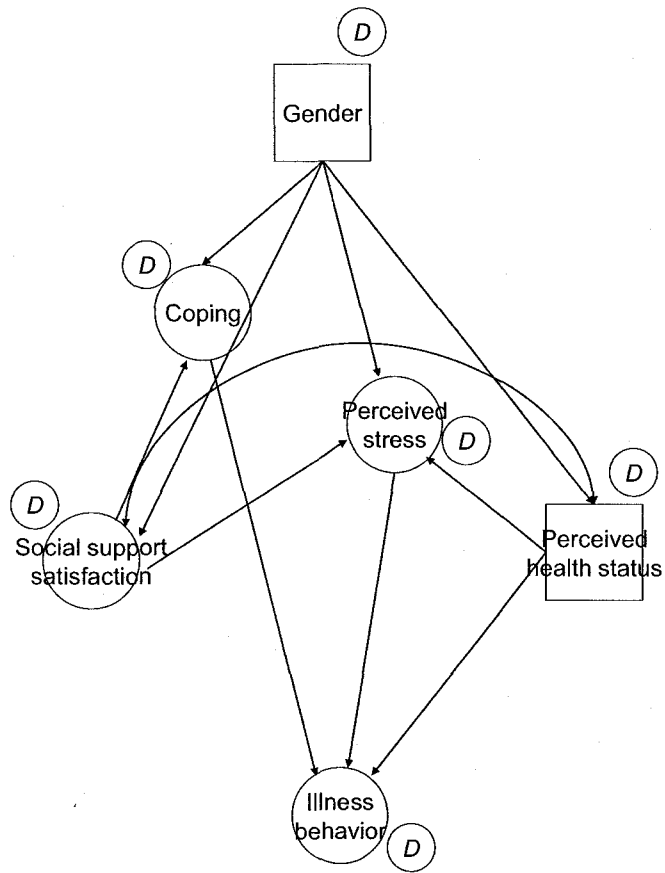 D
Gender
D
Coping
Perceived
stress
D
D
D
Social support
satisfaction
Perceived
health status
Illness
behavior
D